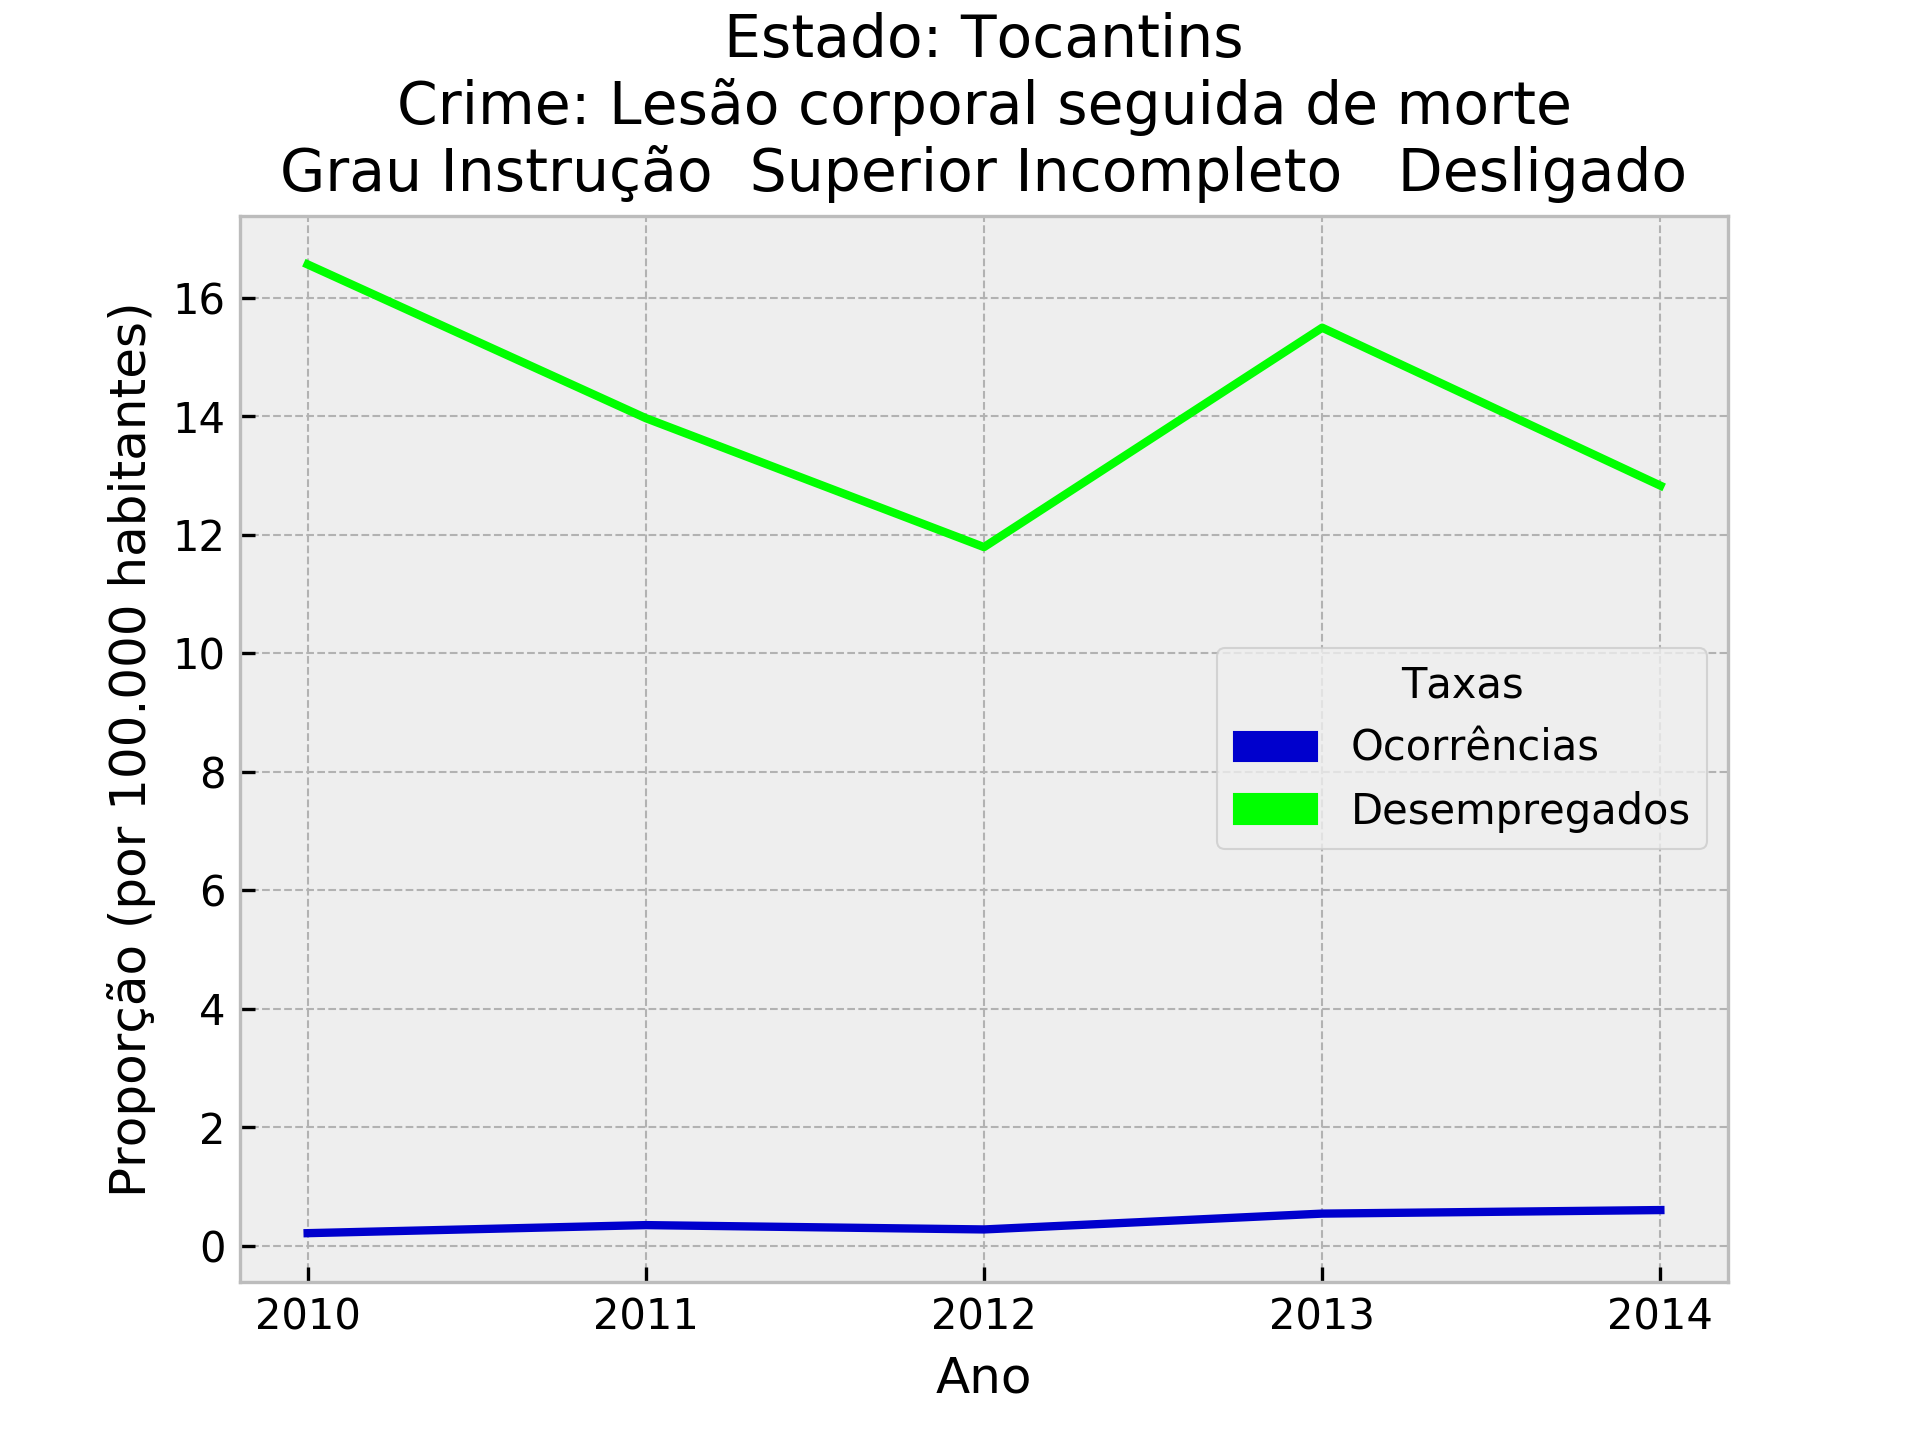 Estado: Tocantins
Crime: Lesão corporal seguida de morte
Grau Instrução  Superior Incompleto   Desligado
Proporção (por 100.000 habitantes)
16
14
12
10
8
6
4
2
0
Taxas
Ocorrências
Desempregados
2010 2011 2012 2013 2014
Ano